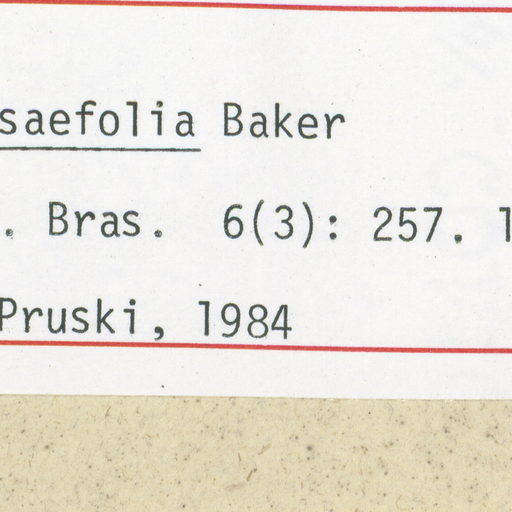 saefolia Baker
. Bras. 6(3): 257. 1
Pruski, 1984